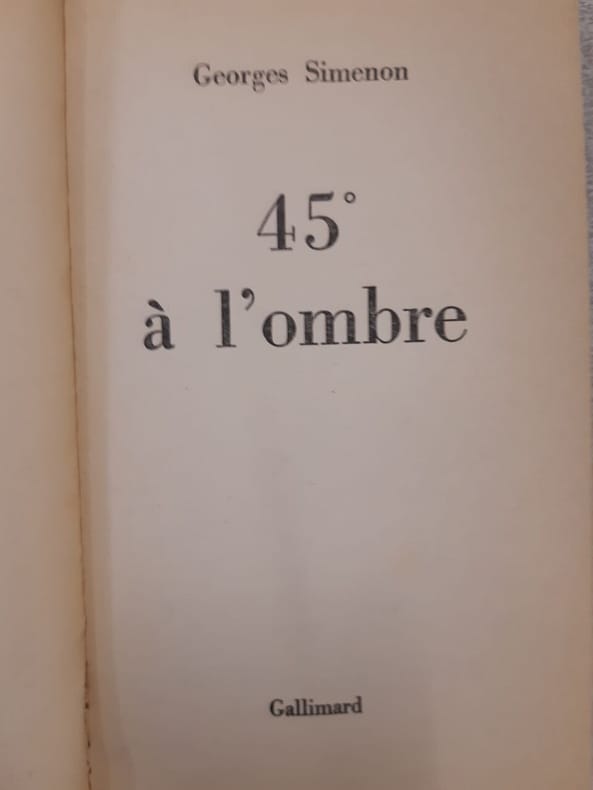 Georges Simenon
45°
à l'ombre
Gallimard